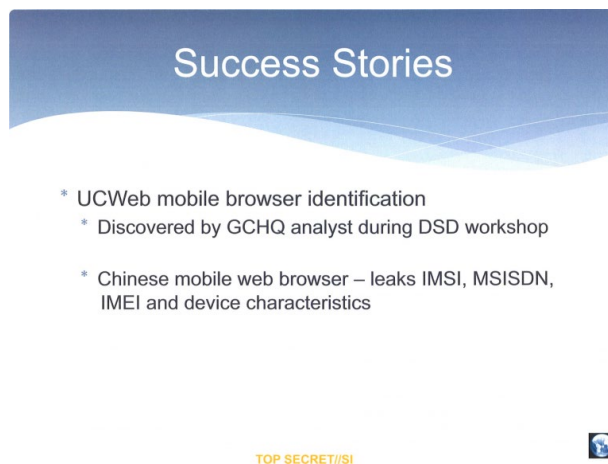 Success Stories
* UCWeb mobile browser identification
* Discovered by GCHQ analyst during DSD workshop
* Chinese mobile web browser – leaks IMSI, MSISDN,
IMEI and device characteristics
TOP SECRET//SI